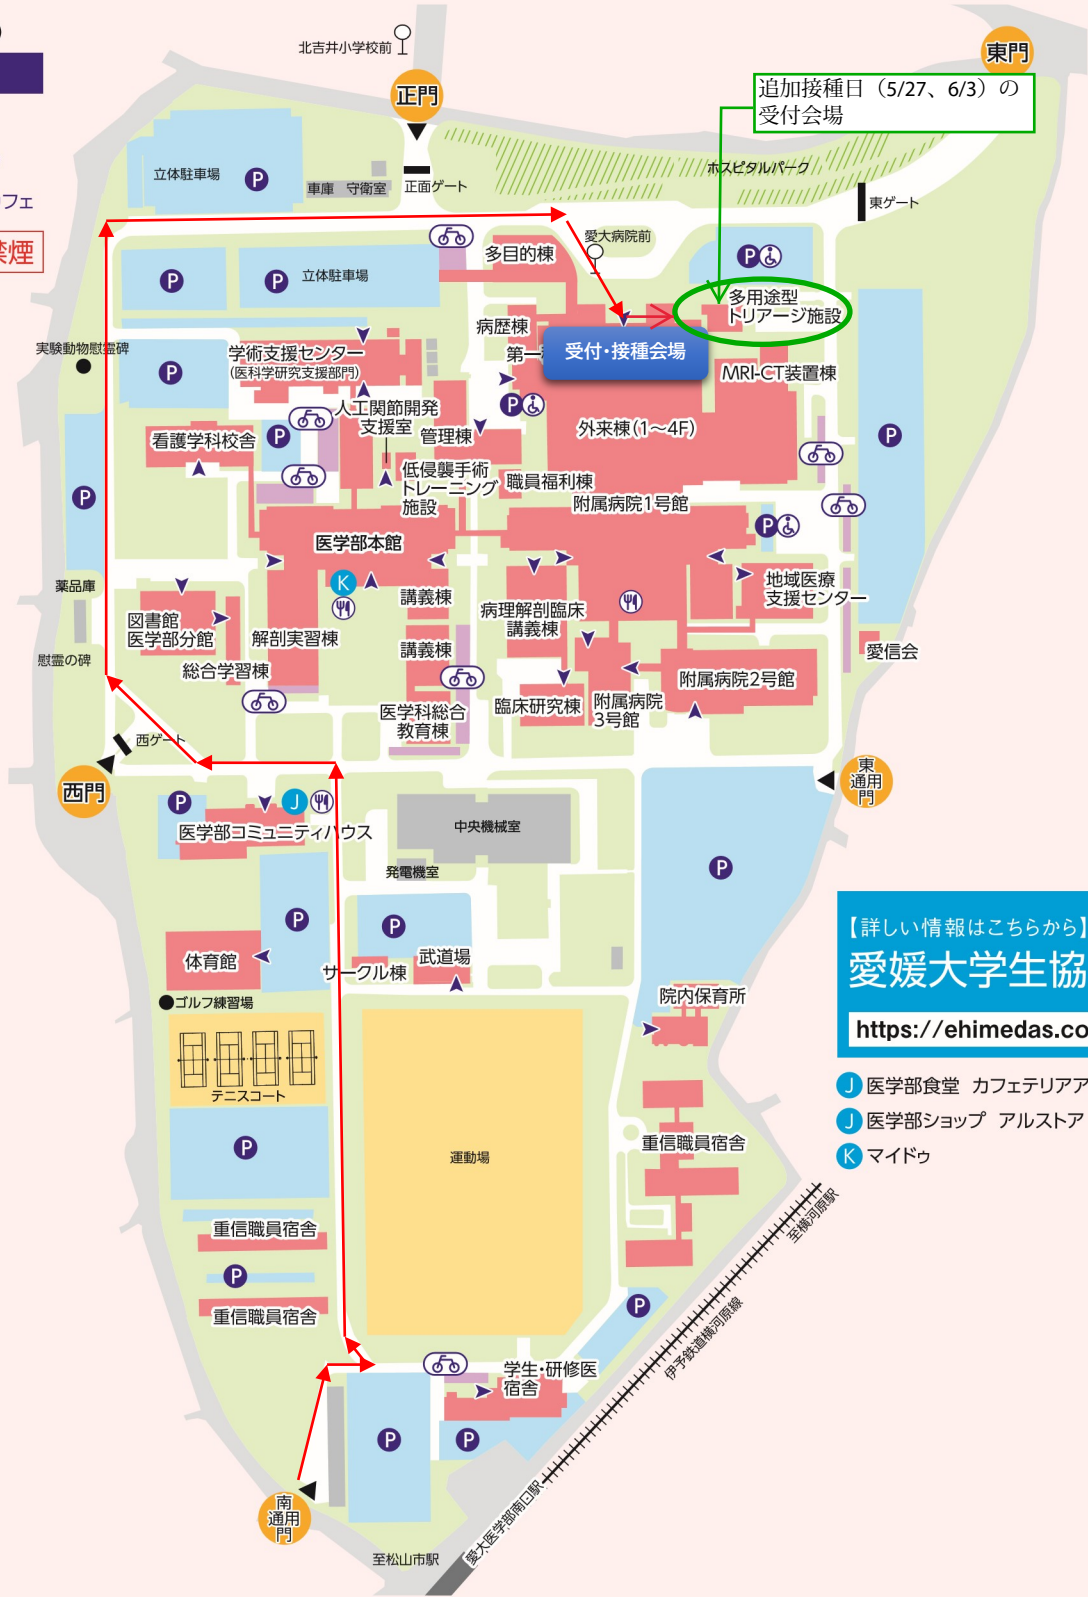 北吉井小学校前
正門
東門
追加接種日（5/27、6/3）の
受付会場
立体駐車場
P
車庫
守衛室
正面ゲート
ホスピタルパーク
東ゲート
フェ
禁煙
愛大病院前
多目的棟
P
P
P
立体駐車場
多用途型
トリアージ施設
病歴棟
第一
受付・接種会場
MRI-CT装置棟
実験動物慰霊碑
学術支援センター
(医科学研究支援部門)
P
人工関節開発
支援室
P
管理棟
外来棟(1〜4F)
看護学科校舎
P
P
低侵襲手術
トレーニング
施設
職員福利棟
附属病院1号館
P
P
医学部本館
K
地域医療
支援センター
薬品庫
講義棟
病理解剖臨床
講義棟
図書館
医学部分館
解剖実習棟
講義棟
愛信会
慰霊の碑
総合学習棟
附属病院2号館
臨床研究棟
附属病院
3号館
医学科総合
教育棟
西ゲート
西門
東
通用
門
P
J
医学部コミュニティハウス
中央機械室
発電機室
P
P
P
体育館
サークル棟
武道場
ゴルフ練習場
院内保育所
【詳しい情報はこちらから】
愛媛大学生協
https://ehimedas.co
テニスコート
J 医学部食堂 カフェテリアア
J 医学部ショップ アルストア
K マイドゥ
P
運動場
重信職員宿舎
至横河原駅
重信職員宿舎
P
重信職員宿舎
P
伊予鉄道横河原線
学生・研修医
宿舎
P
P
南
通用
門
愛大医学部南口駅
至松山市駅